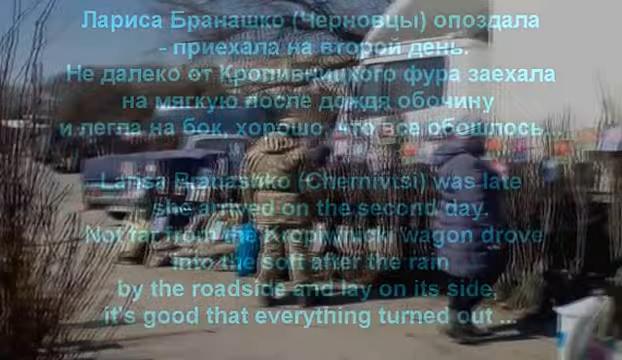 Лариса Бранашко (Черновцы) опоздала
- приехала на второй день.
Не далеко от Кропивницкого фура заехала
на мягкую после дождя обочину
и легла на бок, хорошо, что все обошлось...
Larisa Branashko (Chernivtsi) was late
she arrived on the second day.
Not far from the Kropivnitski wagon drove
into the soft after the rain
by the roadside and lay on its side,
it's good that everything turned out ...